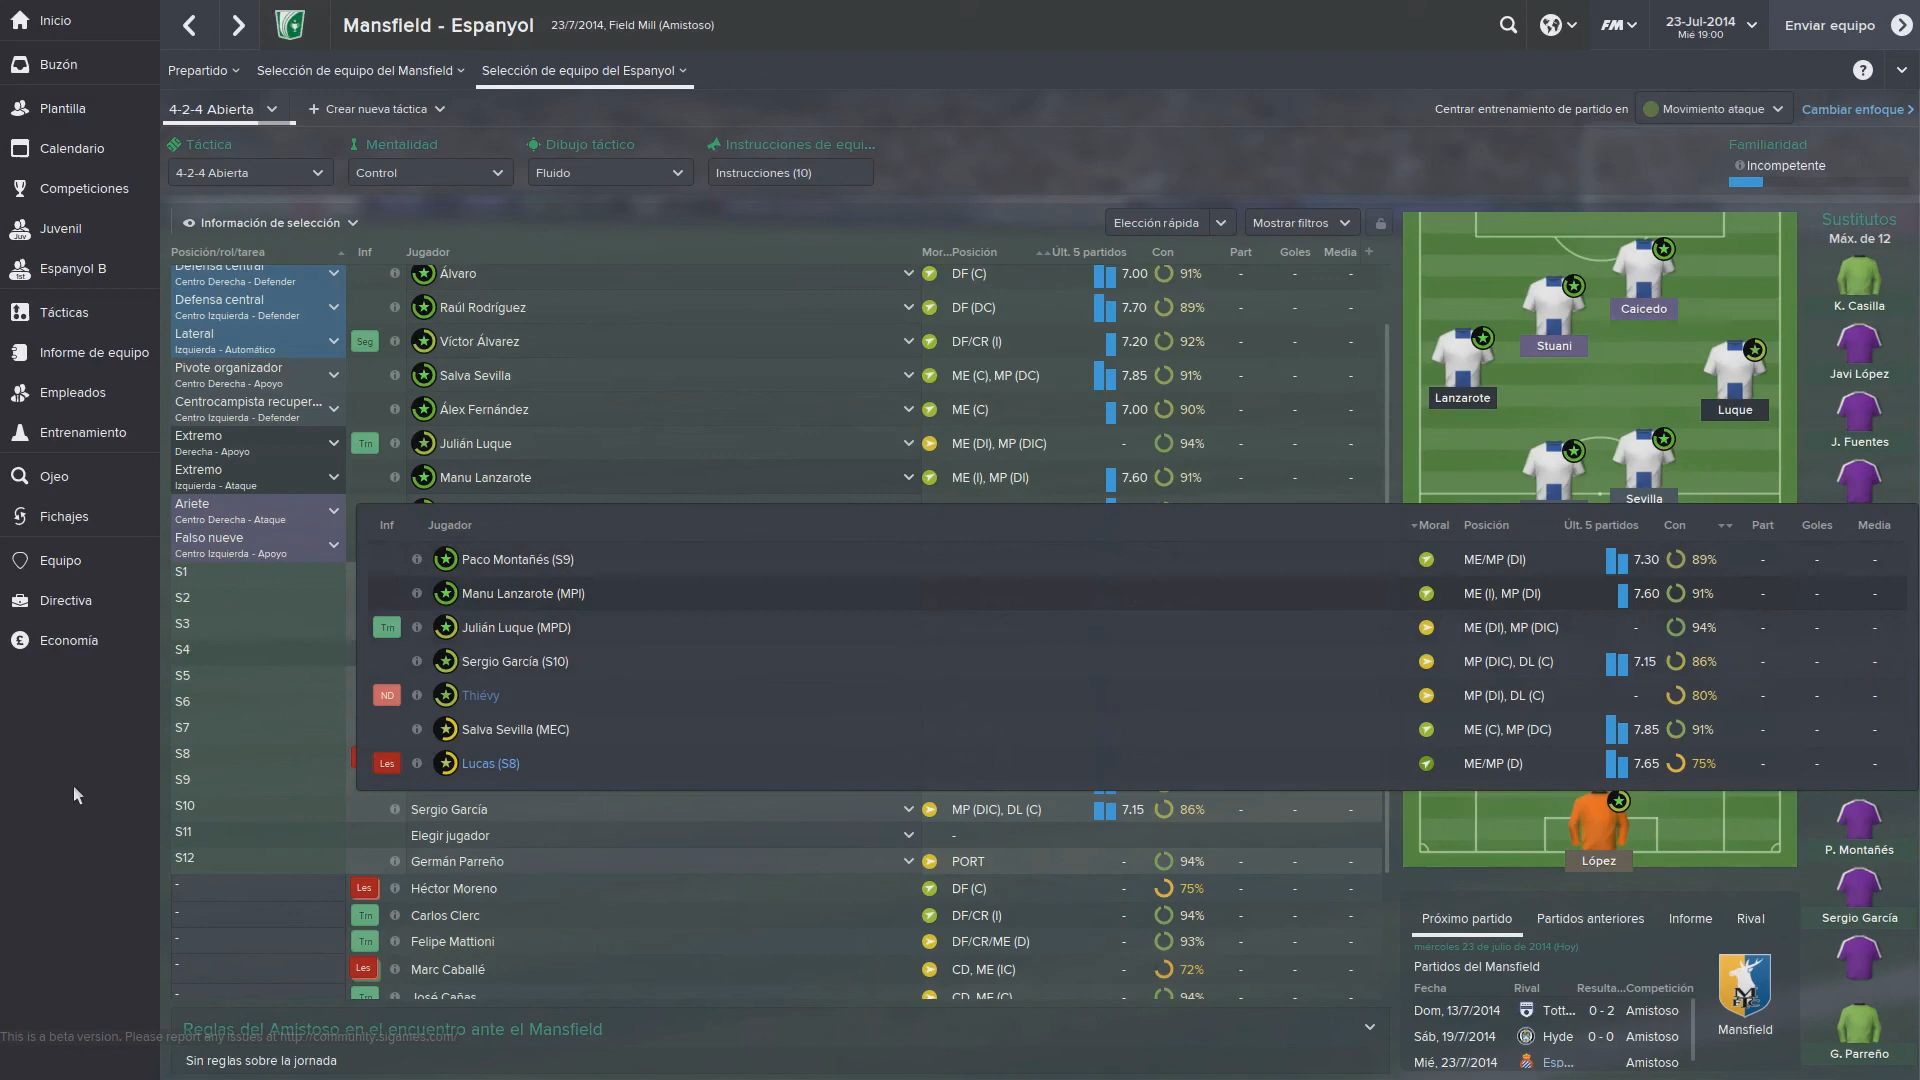 Inicio
Buzón
Plantilla
Calendario
Competiciones
Juvenil
Espanyol B
Tácticas
Informe de equipo
Empleados
Entrenamiento
Ojeo
Fichajes
Equipo
Directiva
Economía
Mansfield - Espanyol 23/7/2014, Field Mill (Amistoso)
FM 23-Jul-2014 Mié 19:00 Enviar equipo
Prepartido Selección de equipo del Mansfield Selección de equipo del Espanyol
4-2-4 Abierta + Crear nueva táctica Centrar entrenamiento de partido en Movimiento ataque Cambiar enfoque
Táctica Mentalidad Dibujo táctico Instrucciones de equi... Familiaridad
4-2-4 Abierta Control Fluido Instrucciones (10) Incompetente
Información de selección Elección rápida Mostrar filtros
Posición/rol/tarea Inf Jugador Mor... Posición Últ. 5 partidos Con Part Goles Media +
Defensa central
Centro Derecha - Defender Álvaro DF (C) 7.00 91% - - -
Defensa central
Centro Izquierda - Defender Raúl Rodríguez DF (DC) 7.70 89% - - -
Lateral
Izquierda - Automático Seg Víctor Álvarez DF/CR (I) 7.20 92% - - -
Pivote organizador
Centro Derecha - Apoyo Salva Sevilla ME (C), MP (DC) 7.85 91% - - -
Centrocampista recuper...
Centro Izquierda - Defender Álex Fernández ME (C) 7.00 90% - - -
Extremo
Derecha - Apoyo Trn Julián Luque ME (DI), MP (DIC) - 94% - - -
Extremo
Izquierda - Ataque Manu Lanzarote ME (I), MP (DI) 7.60 91% - - -
Ariete
Centro Derecha - Ataque
Falso nueve
Centro Izquierda - Apoyo
S1
S2
S3
S4
S5
S6
S7
S8
S9
S10
S11
S12
Inf Jugador Moral Posición Últ. 5 partidos Con Part Goles Media
Paco Montañés (S9) ME/MP (DI) 7.30 89% - - -
Manu Lanzarote (MPI) ME (I), MP (DI) 7.60 91% - - -
Trn Julián Luque (MPD) ME (DI), MP (DIC) - 94% - - -
Sergio García (S10) MP (DIC), DL (C) 7.15 86% - - -
ND Thiévy MP (DI), DL (C) - 80% - - -
Salva Sevilla (MEC) ME (C), MP (DC) 7.85 91% - - -
Les Lucas (S8) ME/MP (D) 7.65 75% - - -
Sergio García MP (DIC), DL (C) 7.15 86% - - -
Elegir jugador -
Germán Parreño PORT - 94% - - -
- Les Héctor Moreno DF (C) - 75% - - -
- Trn Carlos Clerc DF/CR (I) - 94% - - -
- Trn Felipe Mattioni DF/CR/ME (D) - 93% - - -
- Les Marc Caballé CD, ME (IC) - 72% - - -
- Trn José Cañas CD, ME (C) - 94% - - -
Reglas del Amistoso en el encuentro ante el Mansfield
This is a beta version. Please report any issues at http://community.sigames.com/
Sin reglas sobre la jornada
Caicedo
Stuani
Lanzarote
Luque
Sevilla
López
Sustitutos
Máx. de 12
K. Casilla
Javi López
J. Fuentes
P. Montañés
Sergio García
G. Parreño
Próximo partido Partidos anteriores Informe Rival
miércoles 23 de julio de 2014 (Hoy)
Partidos del Mansfield
Fecha Rival Resulta... Competición
Dom, 13/7/2014 Tott... 0 - 2 Amistoso
Sáb, 19/7/2014 Hyde 0 - 0 Amistoso
Mié, 23/7/2014 Esp... Amistoso
Mansfield